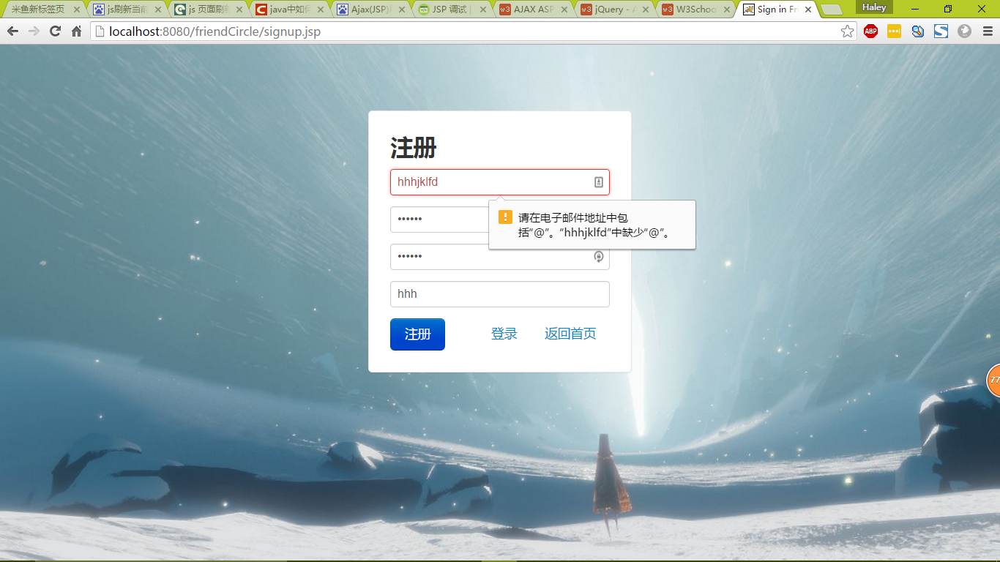 米鱼新标签页
js刷新当前
js 页面刷新
java中如何
Ajax(JSP)
JSP 调试
AJAX ASP
jQuery - A
W3Schoo
Sign in Fr
Haley
localhost:8080/friendCircle/signup.jsp
ABP
注册
hhhjklfd
请在电子邮件地址中包
括“@”。“hhhjklfd”中缺少“@”。
••••••
••••••
hhh
注册 登录 返回首页
77